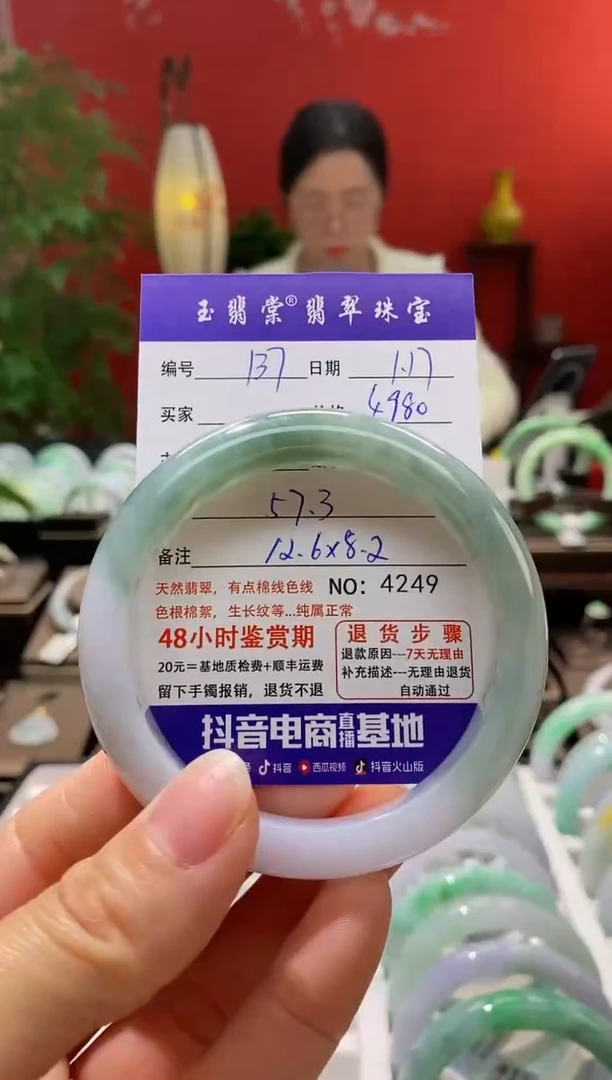 玉翡棠®翡翠珠宝
编号 137 日期 1.17
买家 4980
57.3
备注 12.6x8.2
天然翡翠，有点棉线色线 NO：4249
色根棉絮，生长纹等...纯属正常
48小时鉴赏期
20元=基地质检费+顺丰运费
留下手镯报销，退货不退
退货步骤
退款原因---7天无理由
补充描述---无理由退货
自动通过
抖音电商直播基地
号 抖音 西瓜视频 抖音火山版